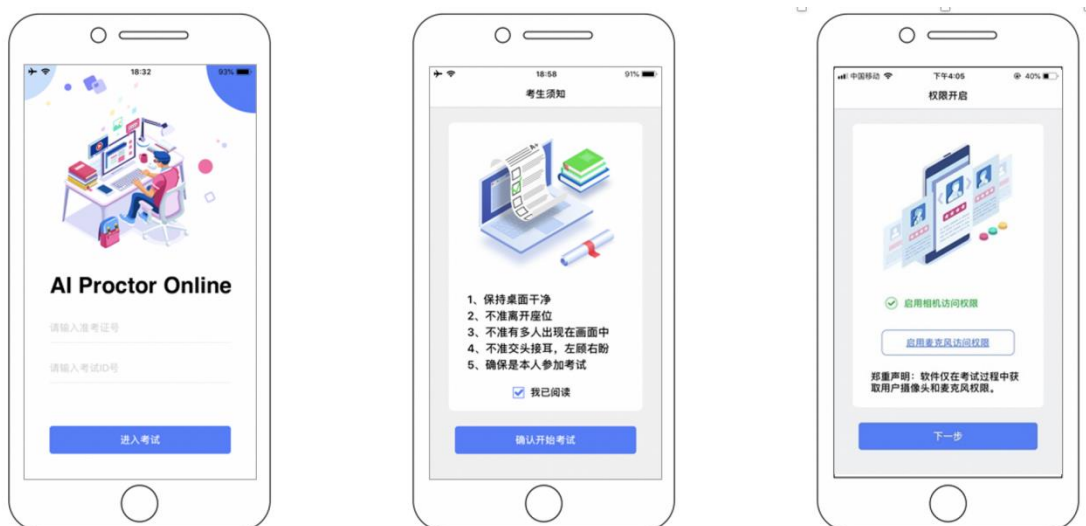 18:32
93%
AI Proctor Online
请输入准考证号
请输入考试ID号
进入考试
18:58
91%
考生须知
A+
1、保持桌面干净
2、不准离开座位
3、不准有多人出现在画面中
4、不准交头接耳，左顾右盼
5、确保是本人参加考试
我已阅读
确认开始考试
中国移动
下午4:05
40%
权限开启
启用相机访问权限
启用麦克风访问权限
郑重声明：软件仅在考试过程中获
取用户摄像头和麦克风权限。
下一步